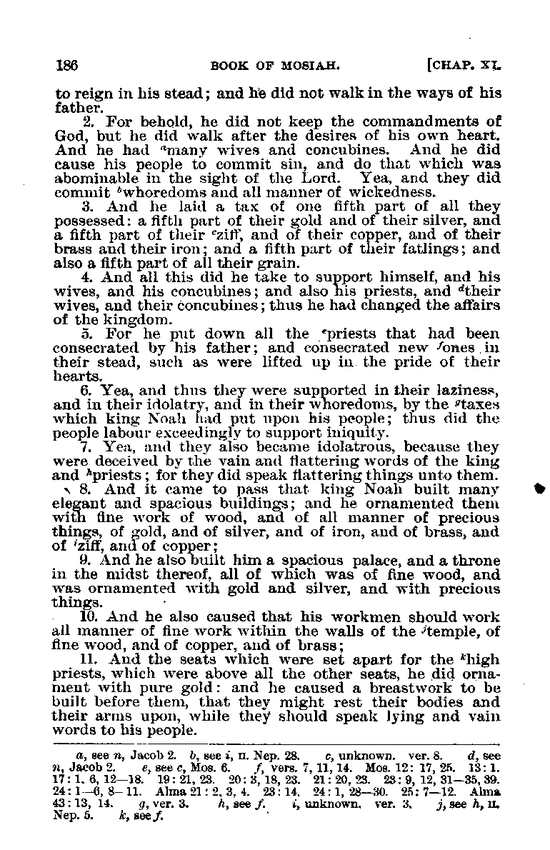 186 BOOK OF MOSIAH. [CHAP. XI.
to reign in his stead; and he did not walk in the ways of his
father.
2. For behold, he did not keep the commandments of
God, but he did walk after the desires of his own heart.
And he had ᵃmany wives and concubines. And he did
cause his people to commit sin, and do that which was
abominable in the sight of the Lord. Yea, and they did
commit ᵇwhoredoms and all manner of wickedness.
3. And he laid a tax of one fifth part of all they
possessed: a fifth part of their gold and of their silver, and
a fifth part of their ᶜziff, and of their copper, and of their
brass and their iron; and a fifth part of their fatlings; and
also a fifth part of all their grain.
4. And all this did he take to support himself, and his
wives, and his concubines; and also his priests, and ᵈtheir
wives, and their concubines; thus he had changed the affairs
of the kingdom.
5. For he put down all the ᵉpriests that had been
consecrated by his father; and consecrated new ᶠones in
their stead, such as were lifted up in the pride of their
hearts.
6. Yea, and thus they were supported in their laziness,
and in their idolatry, and in their whoredoms, by the ᵍtaxes
which king Noah had put upon his people; thus did the
people labour exceedingly to support iniquity.
7. Yea, and they also became idolatrous, because they
were deceived by the vain and flattering words of the king
and ʰpriests; for they did speak flattering things unto them.
8. And it came to pass that king Noah built many
elegant and spacious buildings; and he ornamented them
with fine work of wood, and of all manner of precious
things, of gold, and of silver, and of iron, and of brass, and
of ⁱziff, and of copper;
9. And he also built him a spacious palace, and a throne
in the midst thereof, all of which was of fine wood, and
was ornamented with gold and silver, and with precious
things.
10. And he also caused that his workmen should work
all manner of fine work within the walls of the ʲtemple, of
fine wood, and of copper, and of brass;
11. And the seats which were set apart for the ᵏhigh
priests, which were above all the other seats, he did orna-
ment with pure gold: and he caused a breastwork to be
built before them, that they might rest their bodies and
their arms upon, while they should speak lying and vain
words to his people.
a, see n, Jacob 2. b, see i, II. Nep. 28. c, unknown. ver. 8. d, see
n, Jacob 2. e, see c, Mos. 6. f, vers. 7, 11, 14. Mos. 12: 17, 25. 13: 1.
17: 1, 6, 12—18. 19: 21, 23. 20: 3, 18, 23. 21: 20, 23. 23: 9, 12, 31—35, 39.
24: 1—6, 8—11. Alma 21: 2, 3, 4. 23: 14. 24: 1, 28—30. 25: 7—12. Alma
43: 13, 14. g, ver. 3. h, see f. i, unknown. ver. 3. j, see h, II.
Nep. 5. k, see f.